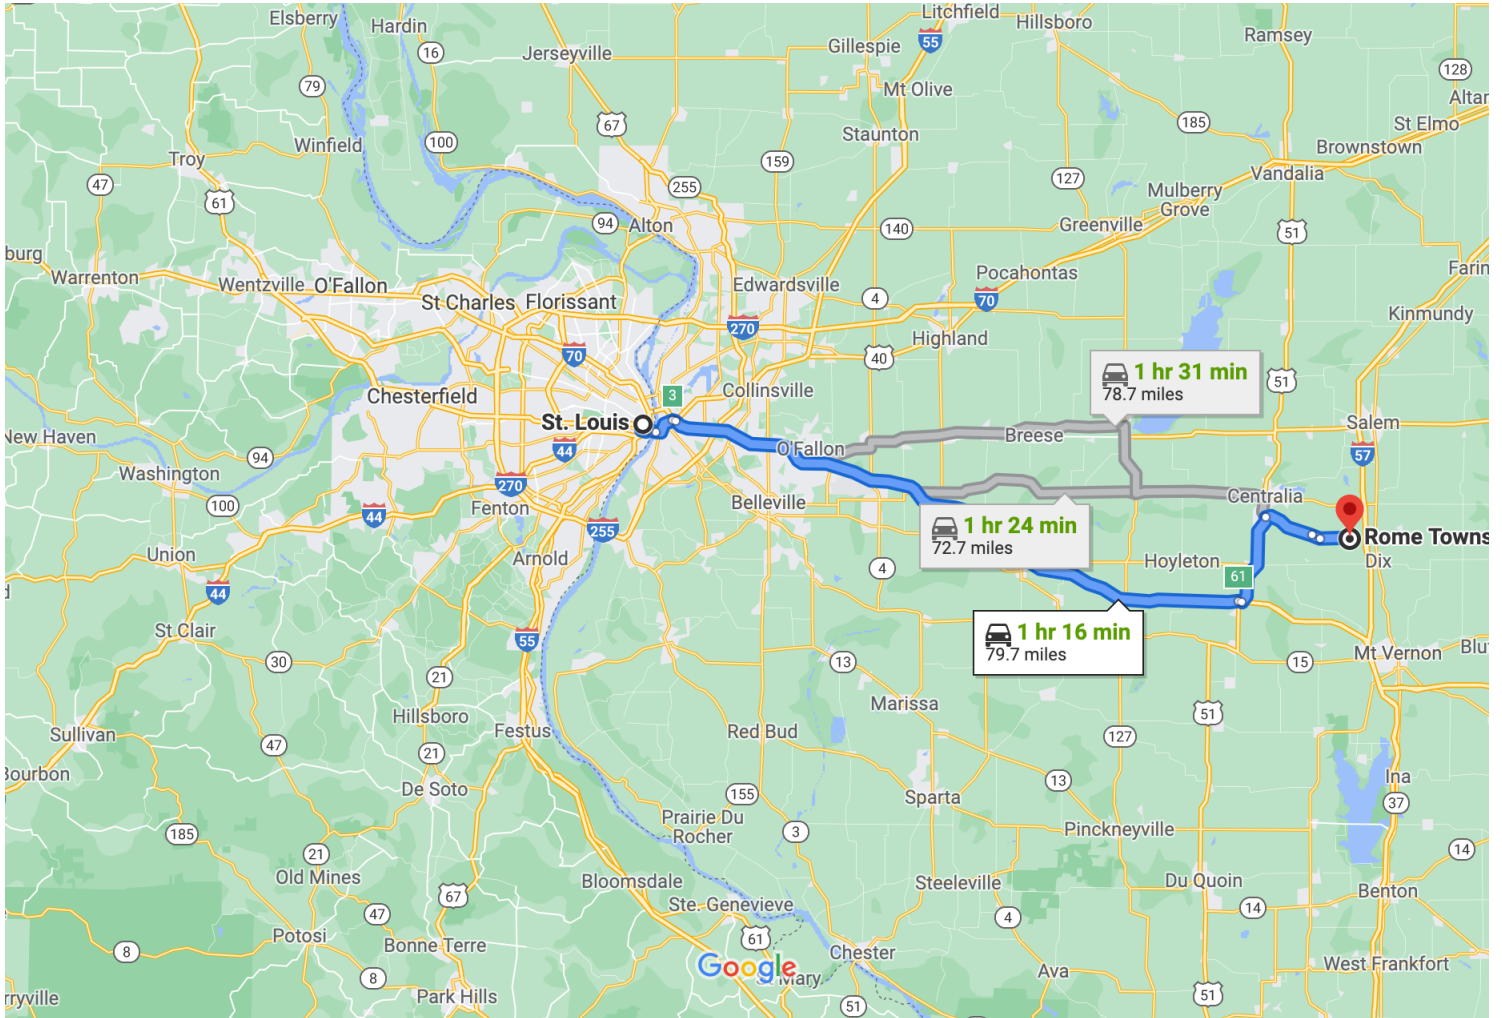 Elsberry
Hardin
Litchfield
Hillsboro
Ramsey
16
Jerseyville
Gillespie
55
128
79
Mt Olive
Altar
67
185
St Elmo
Winfield
100
Staunton
Brownstown
Troy
159
Vandalia
47
255
127
Mulberry
Grove
61
94
Alton
140
Greenville
51
burg
Warrenton
Wentzville
O'Fallon
Pocahontas
Farin
St Charles
Florissant
Edwardsville
4
70
Kinmundy
270
Highland
70
40
1 hr 31 min
78.7 miles
51
Chesterfield
3
Collinsville
St. Louis
Salem
New Haven
44
O'Fallon
Breese
57
94
Washington
270
Centralia
100
Fenton
Belleville
44
255
1 hr 24 min
72.7 miles
Rome Towns
Union
Arnold
4
Hoyleton
Dix
61
44
St Clair
55
1 hr 16 min
79.7 miles
30
13
15
Mt Vernon
Blu
21
Marissa
Hillsboro
51
Sullivan
Festus
Red Bud
127
47
21
Bourbon
De Soto
155
13
Ina
Sparta
37
Prairie Du
Rocher
3
Pinckneyville
185
21
14
Old Mines
Bloomsdale
Steeleville
Du Quoin
Benton
67
Ste. Genevieve
4
14
47
Potosi
Bonne Terre
61
8
Chester
8
Google
Mary
Ava
West Frankfort
rryville
Park Hills
51
51